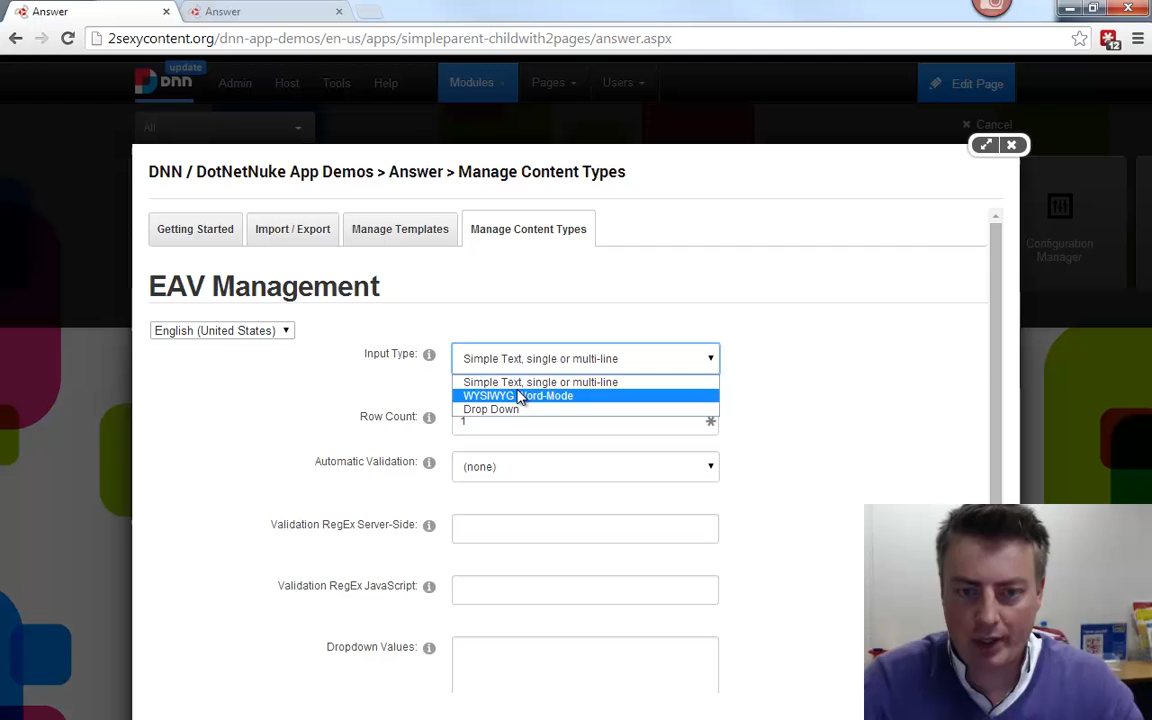 Answer
Answer
2sexycontent.org/dnn-app-demos/en-us/apps/simpleparent-childwith2pages/answer.aspx
12
update
DNN
Admin
Host
Tools
Help
Modules
Pages
Users
Edit Page
All
Cancel
DNN / DotNetNuke App Demos > Answer > Manage Content Types
Getting Started
Import / Export
Manage Templates
Manage Content Types
Configuration
Manager
EAV Management
English (United States)
Input Type:
Simple Text, single or multi-line
Simple Text, single or multi-line
WYSIWYG Word-Mode
Drop Down
Row Count:
1
Automatic Validation:
(none)
Validation RegEx Server-Side:
Validation RegEx JavaScript:
Dropdown Values: